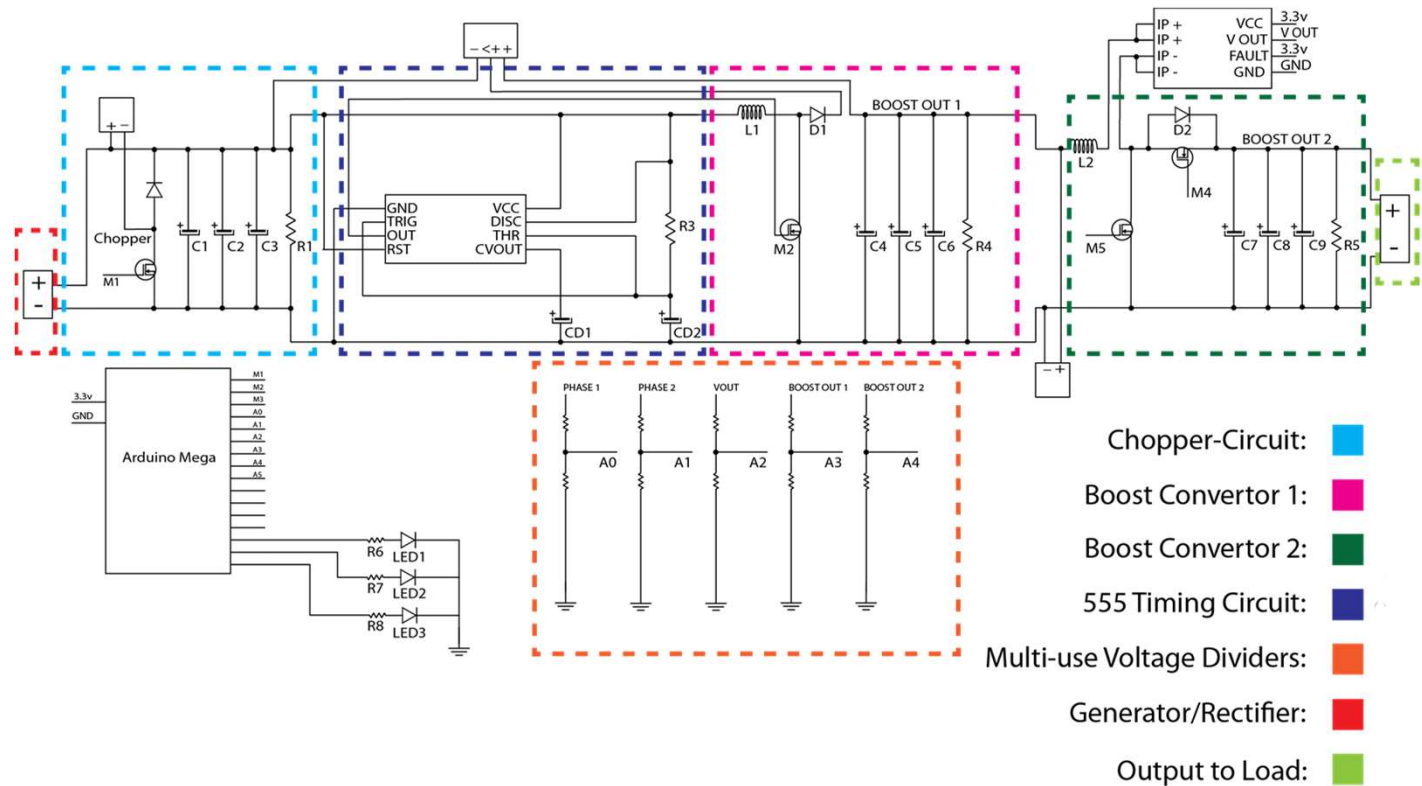 IP + VCC 3.3v
IP + V OUT V OUT
IP - FAULT 3.3v
IP - GND GND
- < + +
+ -
BOOST OUT 1
L1
D1
D2
L2
BOOST OUT 2
M4
GND VCC
TRIG DISC
OUT THR
RST CVOUT
R3
Chopper
C1
C2
C3
R1
M1
M2
C4
C5
C6
R4
M5
C7
C8
C9
R5
+
-
+
-
CD1
CD2
- +
Arduino Mega
3.3v
GND
M1
M2
M3
A0
A1
A2
A3
A4
A5
R6
LED1
R7
LED2
R8
LED3
PHASE 1
PHASE 2
VOUT
BOOST OUT 1
BOOST OUT 2
A0
A1
A2
A3
A4
Chopper-Circuit:
Boost Convertor 1:
Boost Convertor 2:
555 Timing Circuit:
Multi-use Voltage Dividers:
Generator/Rectifier:
Output to Load: